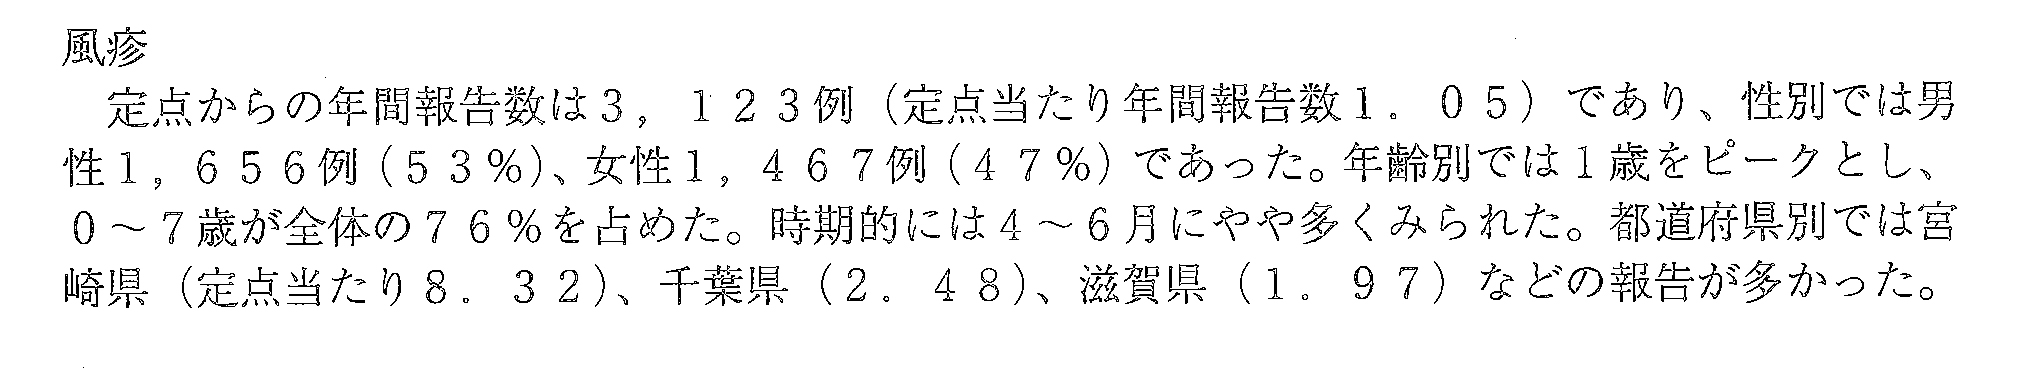 風疹
　定点からの年間報告数は３，１２３例（定点当たり年間報告数１．０５）であり、性別では男
性１，６５６例（５３％）、女性１，４６７例（４７％）であった。年齢別では１歳をピークとし、
０～７歳が全体の７６％を占めた。時期的には４～６月にやや多くみられた。都道府県別では宮
崎県（定点当たり８．３２）、千葉県（２．４８）、滋賀県（１．９７）などの報告が多かった。